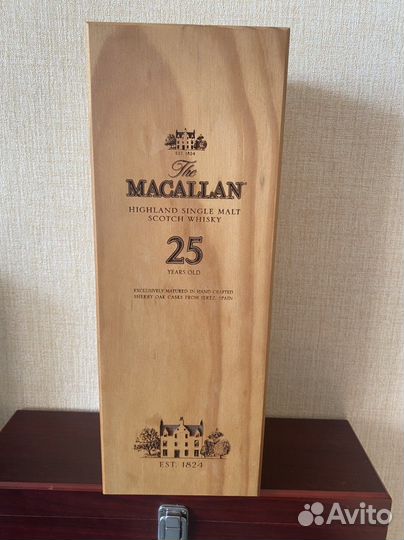 EST. 1824
The
MACALLAN
HIGHLAND SINGLE MALT
SCOTCH WHISKY
25
YEARS OLD
EXCLUSIVELY MATURED IN HAND CRAFTED
SHERRY OAK CASKS FROM JEREZ, SPAIN
EST. 1824
Avito